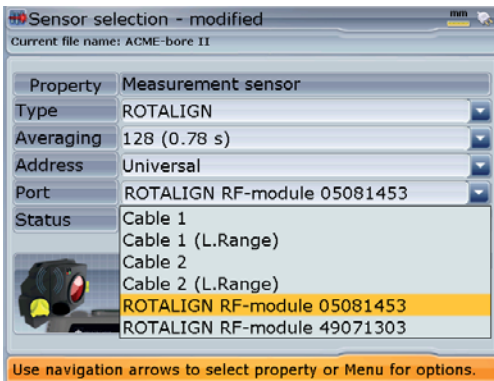 Sensor selection - modified
mm
Current file name: ACME-bore II
Property Measurement sensor
Type ROTALIGN
Averaging 128 (0.78 s)
Address Universal
Port ROTALIGN RF-module 05081453
Status
Cable 1
Cable 1 (L.Range)
Cable 2
Cable 2 (L.Range)
ROTALIGN RF-module 05081453
ROTALIGN RF-module 49071303
Use navigation arrows to select property or Menu for options.